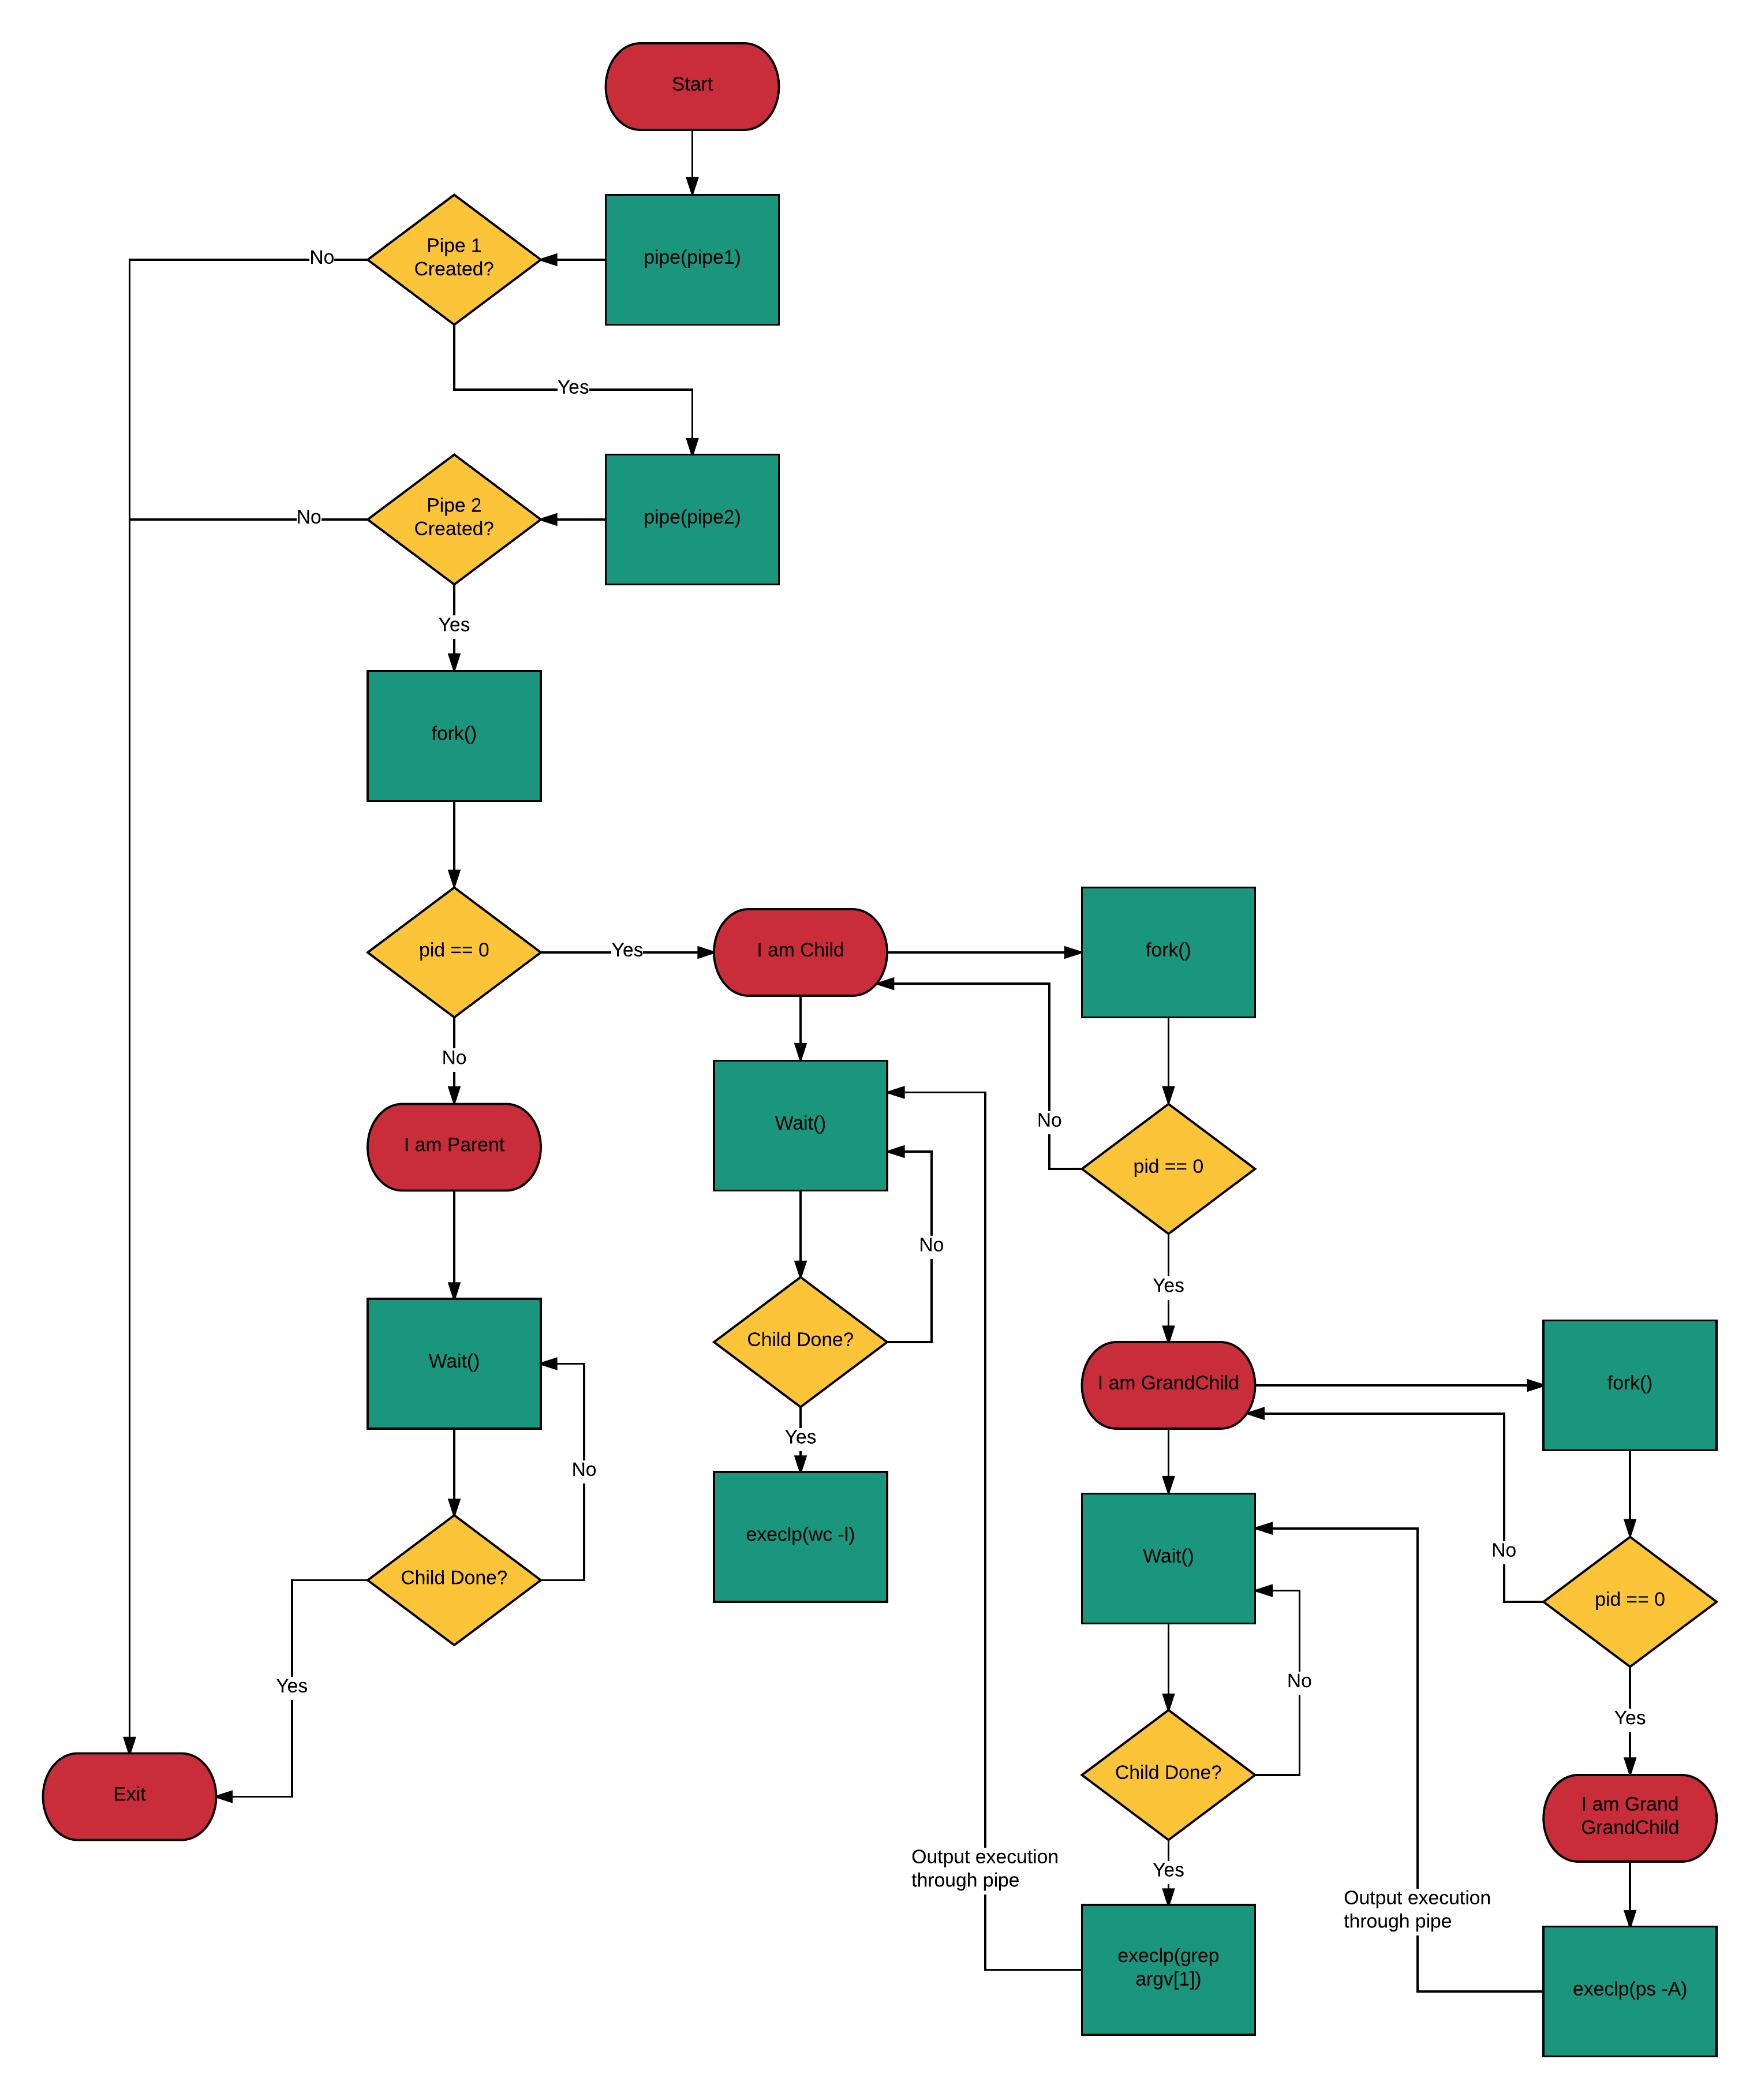 Start
pipe(pipe1)
Pipe 1
Created?
No
Yes
pipe(pipe2)
Pipe 2
Created?
No
Yes
fork()
pid == 0
Yes
I am Child
fork()
No
I am Parent
Wait()
No
pid == 0
No
Yes
Child Done?
Wait()
I am GrandChild
fork()
No
Yes
Child Done?
execlp(wc -l)
Wait()
No
pid == 0
Yes
No
Yes
Exit
Child Done?
I am Grand
GrandChild
Output execution
through pipe
Yes
Output execution
through pipe
execlp(grep
argv[1])
execlp(ps -A)